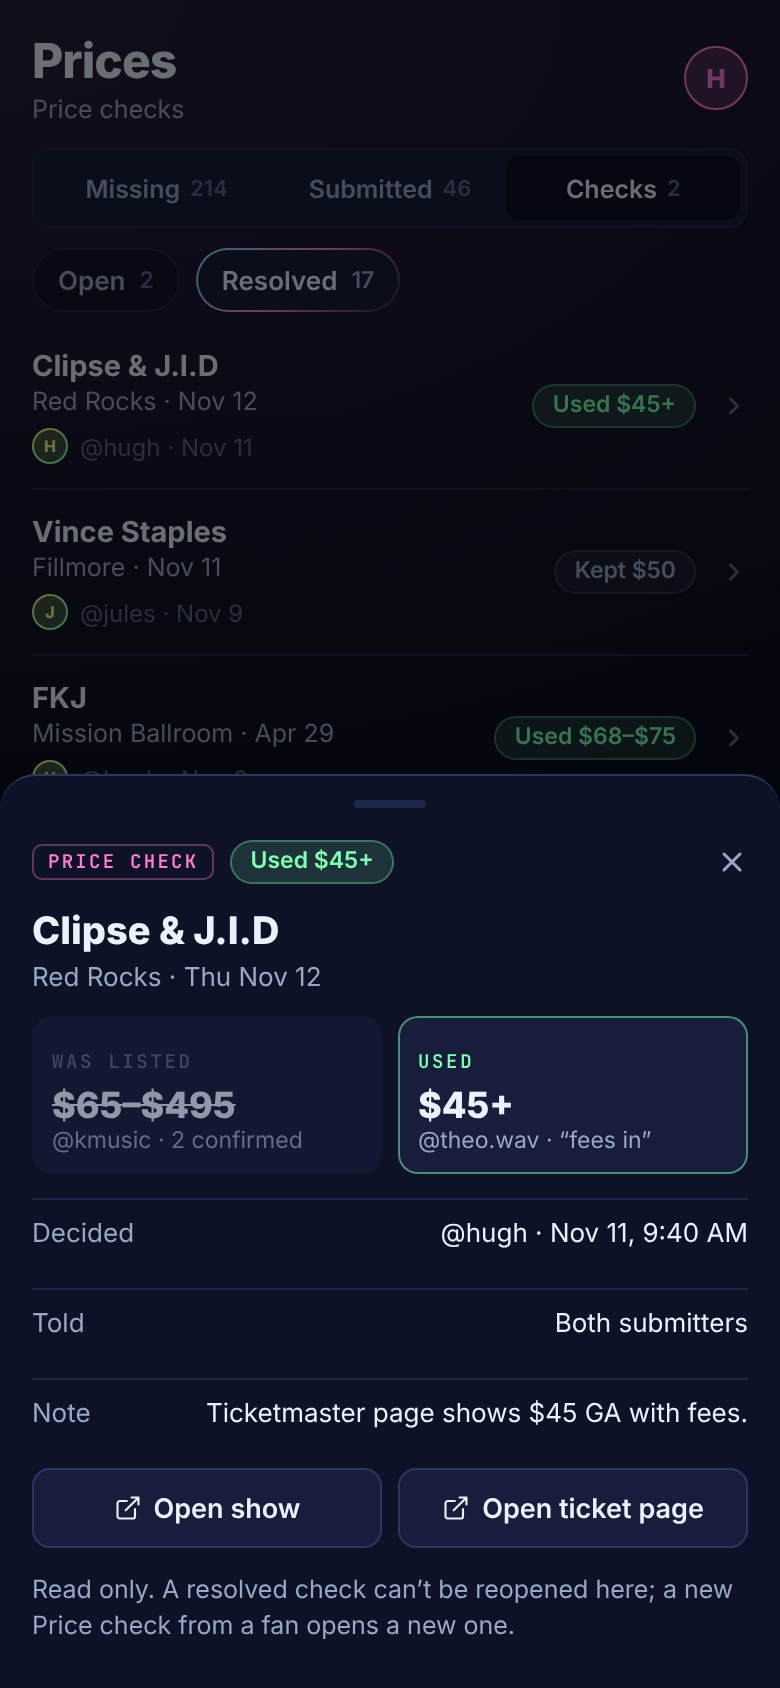 Prices
Price checks
H
Missing 214
Submitted 46
Checks 2
Open 2
Resolved 17
Clipse & J.I.D
Red Rocks · Nov 12
Used $45+
H @hugh · Nov 11
Vince Staples
Fillmore · Nov 11
Kept $50
J @jules · Nov 9
FKJ
Mission Ballroom · Apr 29
Used $68–$75
PRICE CHECK
Used $45+
Clipse & J.I.D
Red Rocks · Thu Nov 12
WAS LISTED
$65–$495
@kmusic · 2 confirmed
USED
$45+
@theo.wav · “fees in”
Decided
@hugh · Nov 11, 9:40 AM
Told
Both submitters
Note
Ticketmaster page shows $45 GA with fees.
Open show
Open ticket page
Read only. A resolved check can’t be reopened here; a new
Price check from a fan opens a new one.